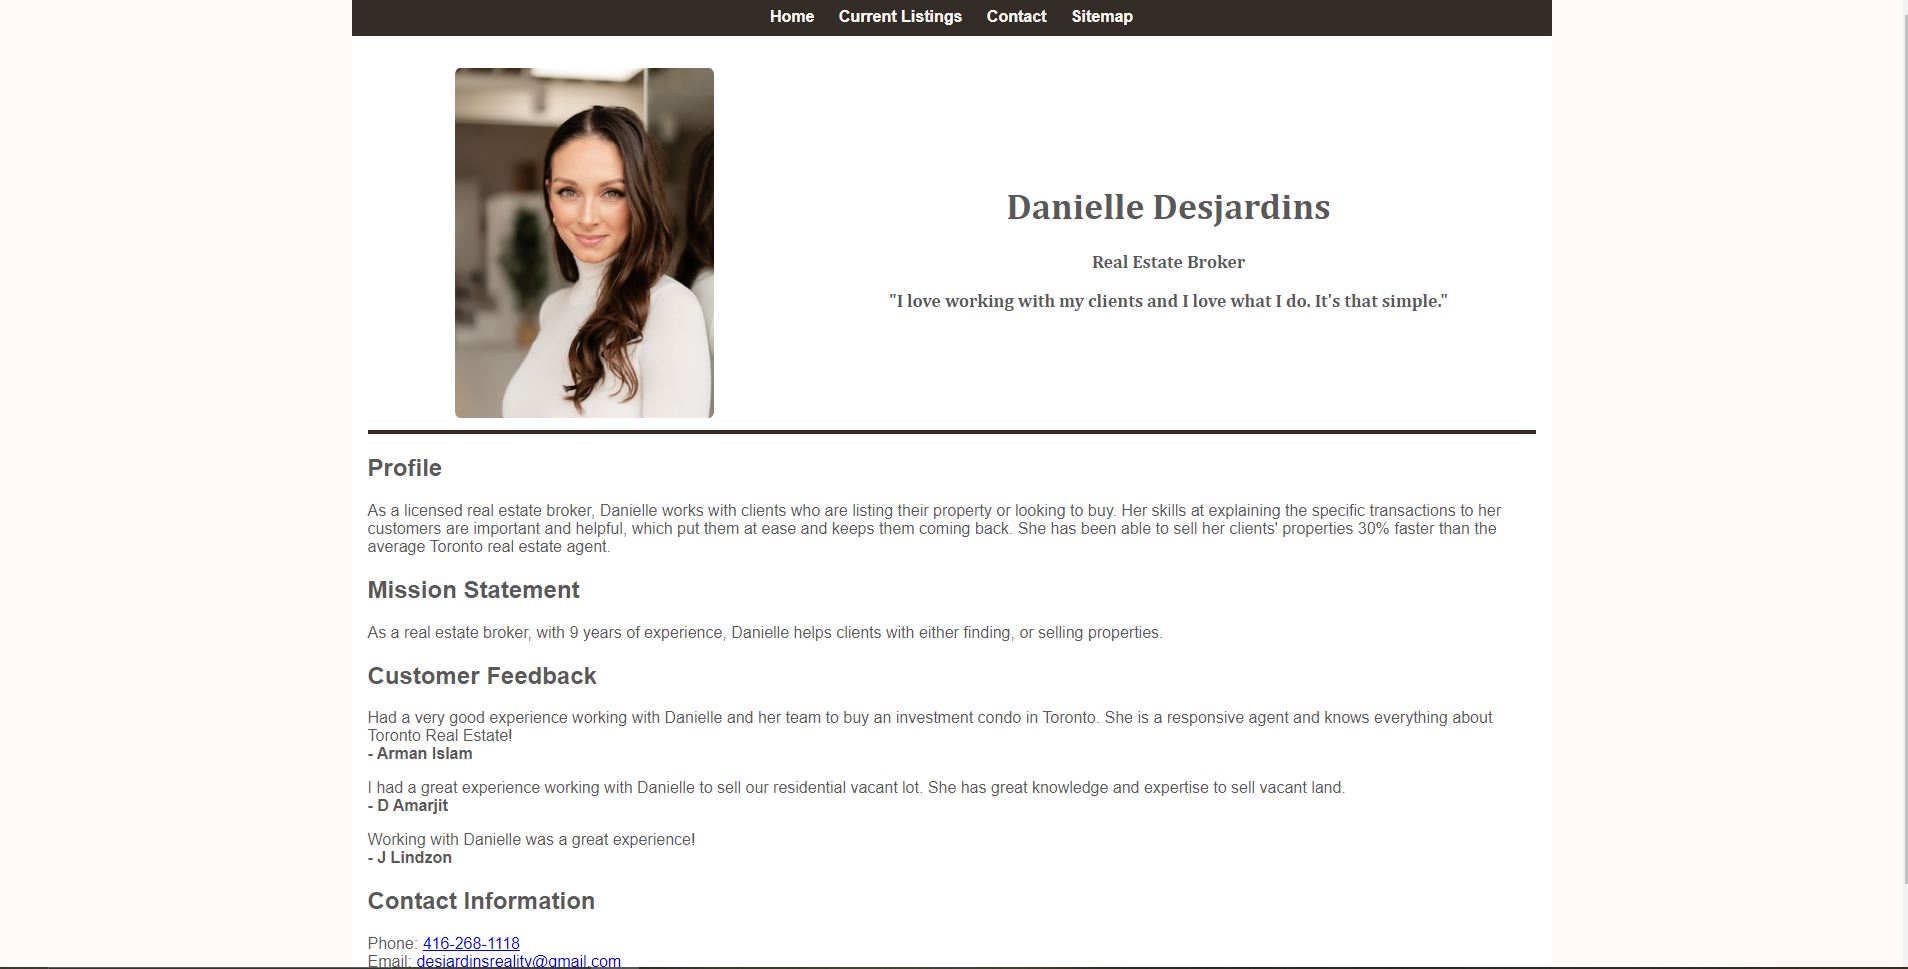 Home Current Listings Contact Sitemap
Danielle Desjardins
Real Estate Broker
"I love working with my clients and I love what I do. It's that simple."
Profile
As a licensed real estate broker, Danielle works with clients who are listing their property or looking to buy. Her skills at explaining the specific transactions to her
customers are important and helpful, which put them at ease and keeps them coming back. She has been able to sell her clients' properties 30% faster than the
average Toronto real estate agent.
Mission Statement
As a real estate broker, with 9 years of experience, Danielle helps clients with either finding, or selling properties.
Customer Feedback
Had a very good experience working with Danielle and her team to buy an investment condo in Toronto. She is a responsive agent and knows everything about
Toronto Real Estate!
- Arman Islam
I had a great experience working with Danielle to sell our residential vacant lot. She has great knowledge and expertise to sell vacant land.
- D Amarjit
Working with Danielle was a great experience!
- J Lindzon
Contact Information
Phone: 416-268-1118
Email: desjardinsreality@gmail.com